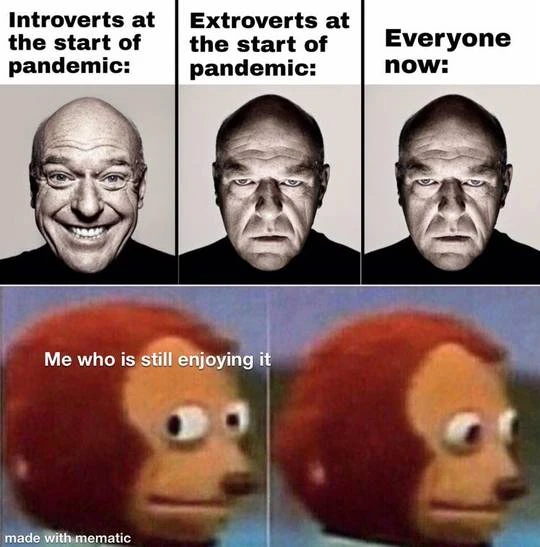 Introverts at
the start of
pandemic:
Extroverts at
the start of
pandemic:
Everyone
now:
Me who is still enjoying it
made with mematic